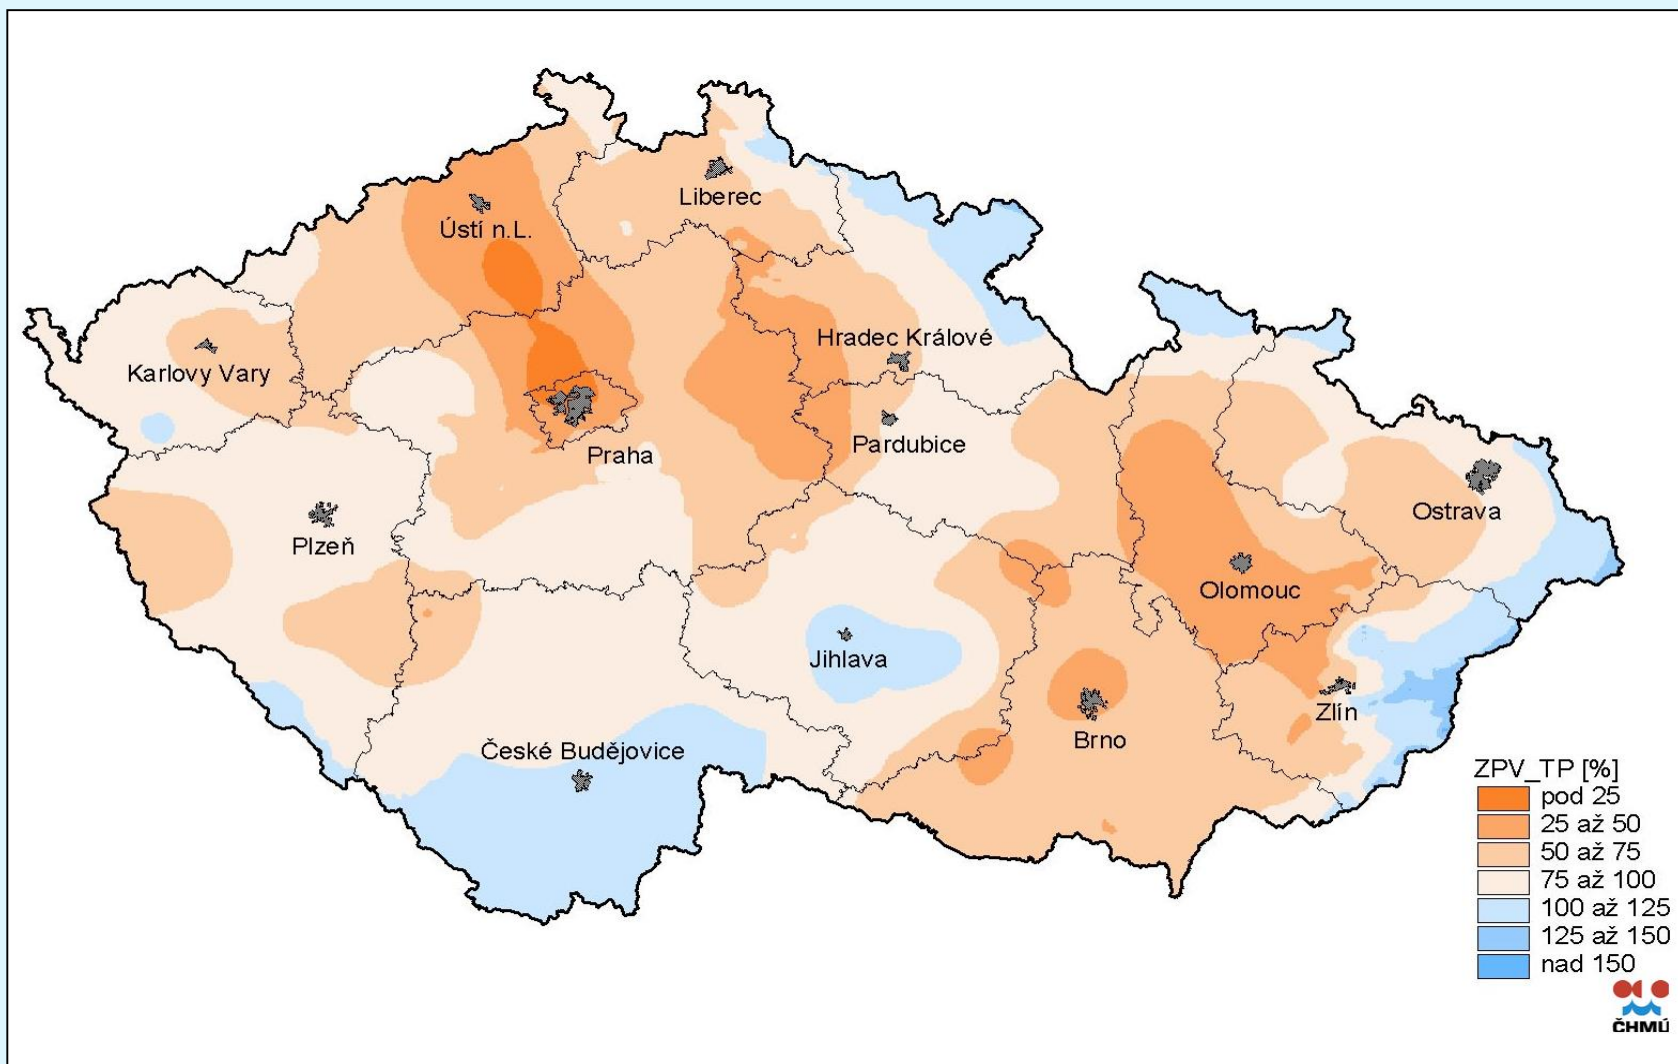 Liberec
Ústí n.L.
Hradec Králové
Karlovy Vary
Pardubice
Praha
Ostrava
Plzeň
Olomouc
Jihlava
Zlín
Brno
České Budějovice
ZPV_TP [%]
pod 25
25 až 50
50 až 75
75 až 100
100 až 125
125 až 150
nad 150
ČHMÚ